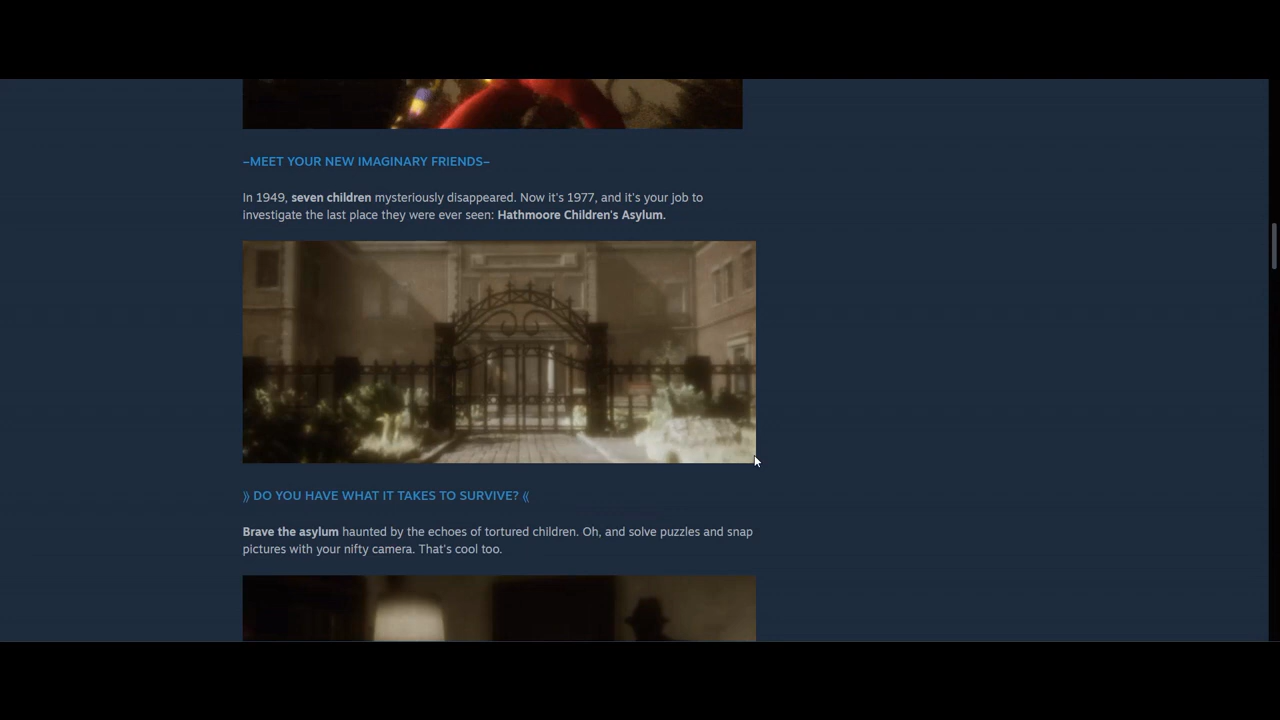 –MEET YOUR NEW IMAGINARY FRIENDS–
In 1949, seven children mysteriously disappeared. Now it's 1977, and it's your job to
investigate the last place they were ever seen: Hathmoore Children's Asylum.
⟫ DO YOU HAVE WHAT IT TAKES TO SURVIVE? ⟪
Brave the asylum haunted by the echoes of tortured children. Oh, and solve puzzles and snap
pictures with your nifty camera. That's cool too.